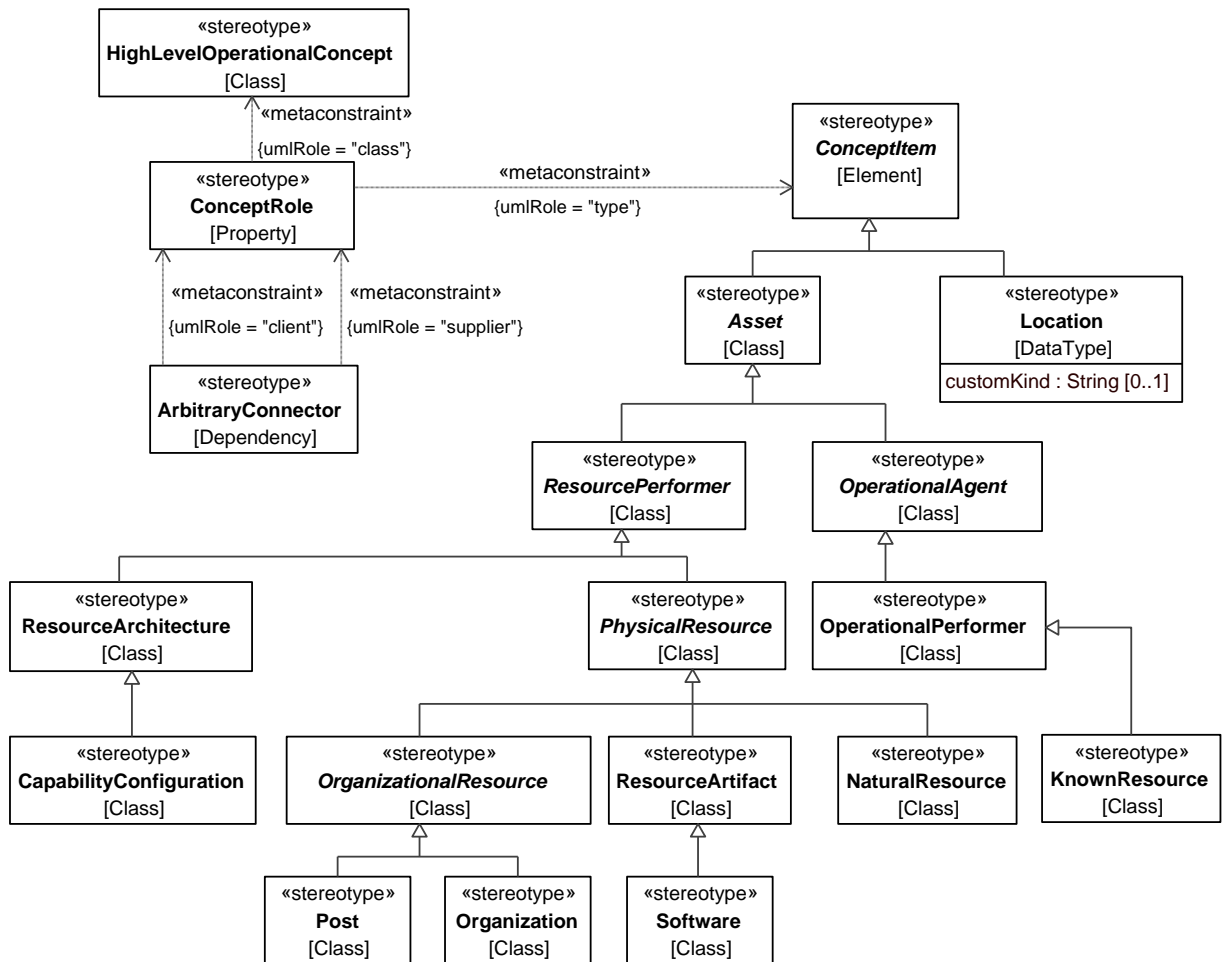 «stereotype»
HighLevelOperationalConcept
[Class]
«metaconstraint»
{umlRole = "class"}
«stereotype»
ConceptRole
[Property]
«metaconstraint»
{umlRole = "type"}
«stereotype»
ConceptItem
[Element]
«metaconstraint»
{umlRole = "client"}
«metaconstraint»
{umlRole = "supplier"}
«stereotype»
ArbitraryConnector
[Dependency]
«stereotype»
Asset
[Class]
«stereotype»
Location
[DataType]
customKind : String [0..1]
«stereotype»
ResourcePerformer
[Class]
«stereotype»
OperationalAgent
[Class]
«stereotype»
ResourceArchitecture
[Class]
«stereotype»
PhysicalResource
[Class]
«stereotype»
OperationalPerformer
[Class]
«stereotype»
CapabilityConfiguration
[Class]
«stereotype»
OrganizationalResource
[Class]
«stereotype»
ResourceArtifact
[Class]
«stereotype»
NaturalResource
[Class]
«stereotype»
KnownResource
[Class]
«stereotype»
Post
[Class]
«stereotype»
Organization
[Class]
«stereotype»
Software
[Class]